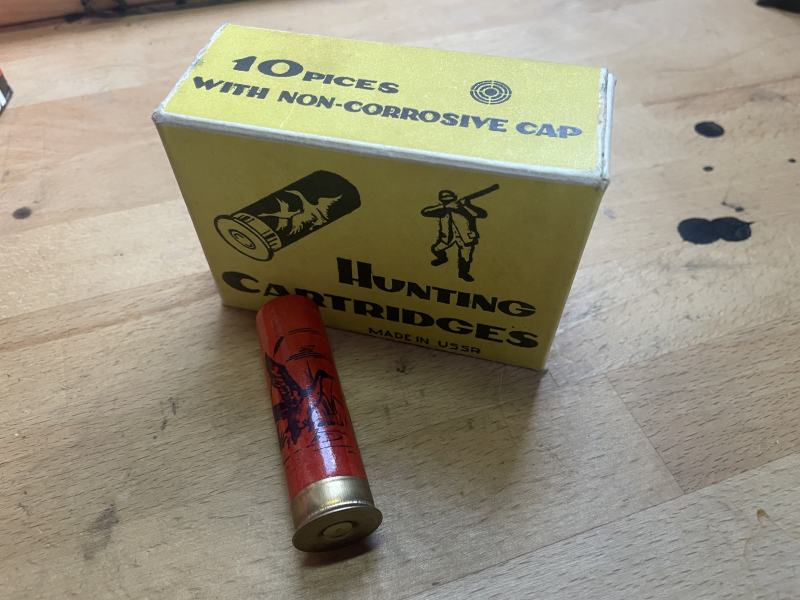 10 PICES
WITH NON-CORROSIVE CAP
HUNTING
CARTRIDGES
MADE IN USSR